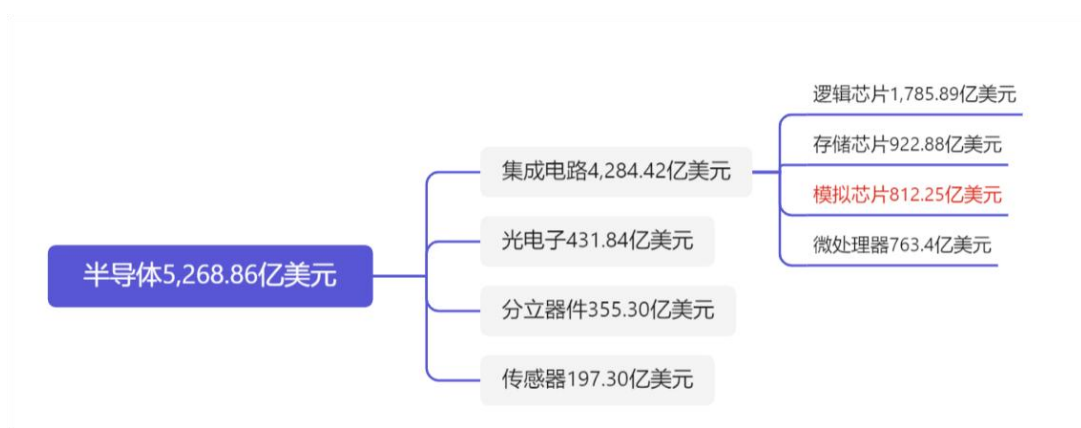 半导体5,268.86亿美元
集成电路4,284.42亿美元
逻辑芯片1,785.89亿美元
存储芯片922.88亿美元
模拟芯片812.25亿美元
微处理器763.4亿美元
光电子431.84亿美元
分立器件355.30亿美元
传感器197.30亿美元